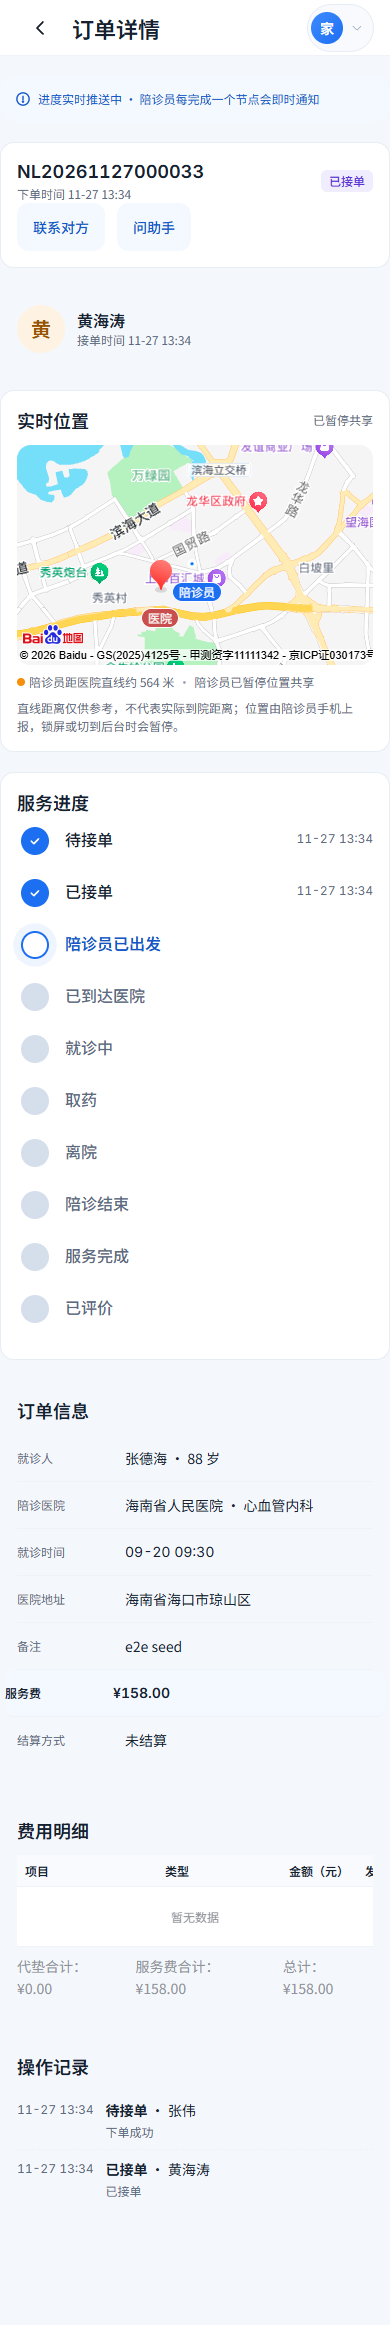 订单详情
家
进度实时推送中 · 陪诊员每完成一个节点会即时通知
NL20261127000033
下单时间 11-27 13:34
已接单
联系对方
问助手
黄
黄海涛
接单时间 11-27 13:34
实时位置
已暂停共享
万绿园
滨海立交桥
龙华区政府
龙华路
滨海大道
国贸路
望海
秀英炮台
秀英村
百汇城
白坡里
陪诊员
医院
Bai 地图
© 2026 Baidu - GS(2025)4125号 - 甲测资字11111342 - 京ICP证030173号
陪诊员距医院直线约 564 米 · 陪诊员已暂停位置共享
直线距离仅供参考，不代表实际到院距离；位置由陪诊员手机上
报，锁屏或切到后台时会暂停。
服务进度
待接单 11-27 13:34
已接单 11-27 13:34
陪诊员已出发
已到达医院
就诊中
取药
离院
陪诊结束
服务完成
已评价
订单信息
就诊人 张德海 · 88 岁
陪诊医院 海南省人民医院 · 心血管内科
就诊时间 09-20 09:30
医院地址 海南省海口市琼山区
备注 e2e seed
服务费 ¥158.00
结算方式 未结算
费用明细
项目 类型 金额（元）
暂无数据
代垫合计： 服务费合计： 总计：
¥0.00 ¥158.00 ¥158.00
操作记录
11-27 13:34 待接单 · 张伟
下单成功
11-27 13:34 已接单 · 黄海涛
已接单